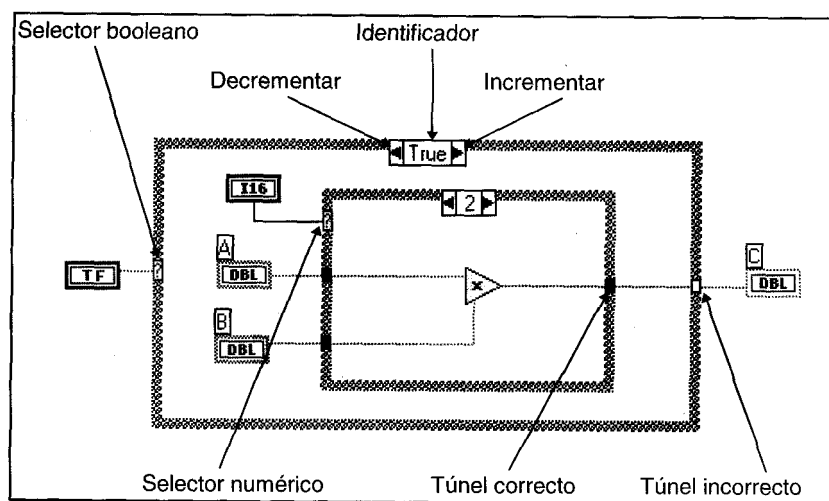 Selector booleano
Identificador
Decrementar
Incrementar
True
I16
2
?
A
DBL
C
TF
?
DBL
x
B
DBL
Selector numérico
Túnel correcto
Túnel incorrecto